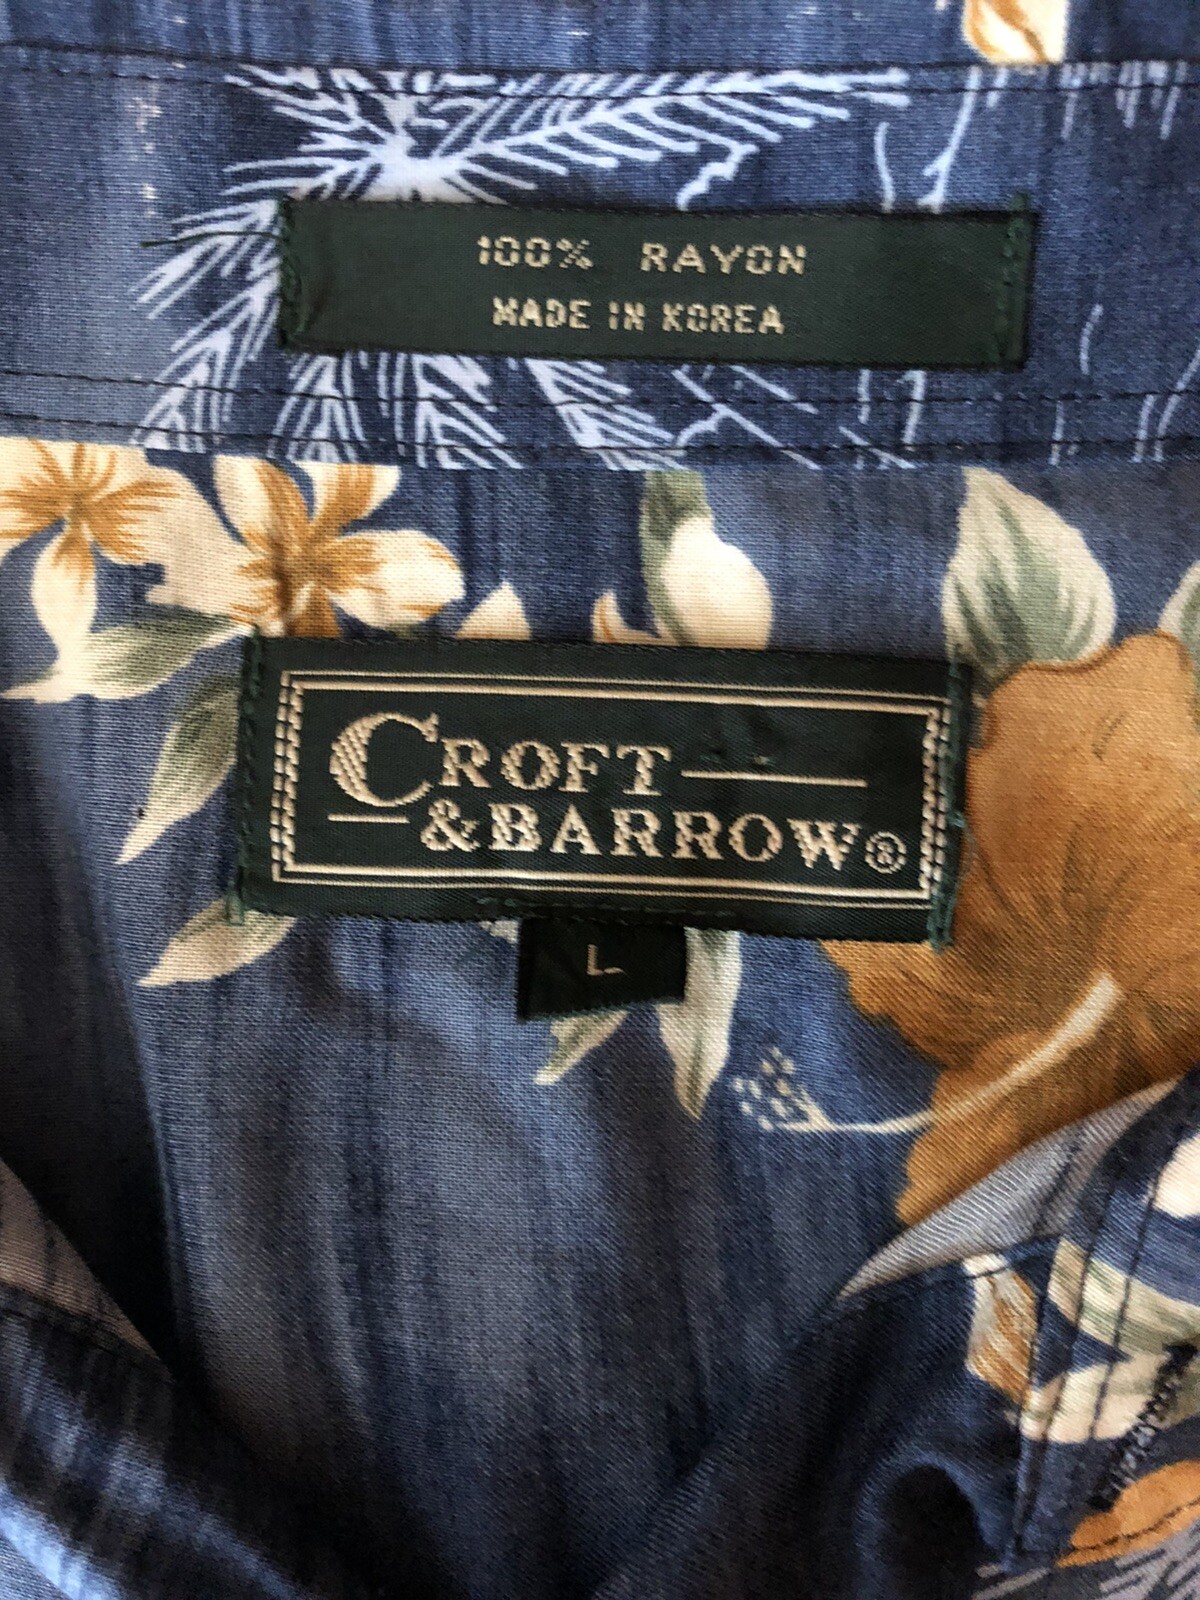 100% RAYON
MADE IN KOREA
CROFT
&BARROW®
L